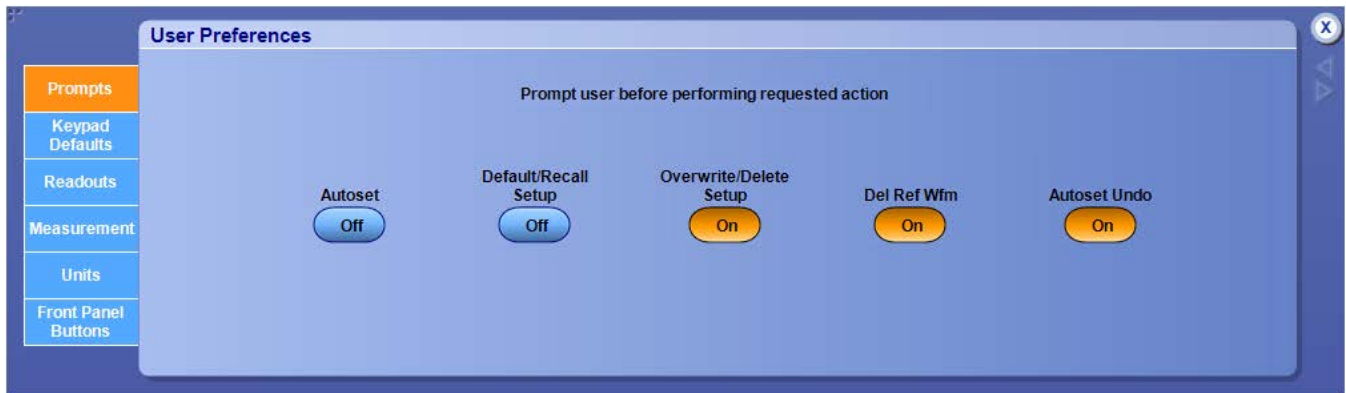 User Preferences
X
Prompts
Keypad
Defaults
Readouts
Measurement
Units
Front Panel
Buttons
Prompt user before performing requested action
Autoset
Off
Default/Recall
Setup
Off
Overwrite/Delete
Setup
On
Del Ref Wfm
On
Autoset Undo
On